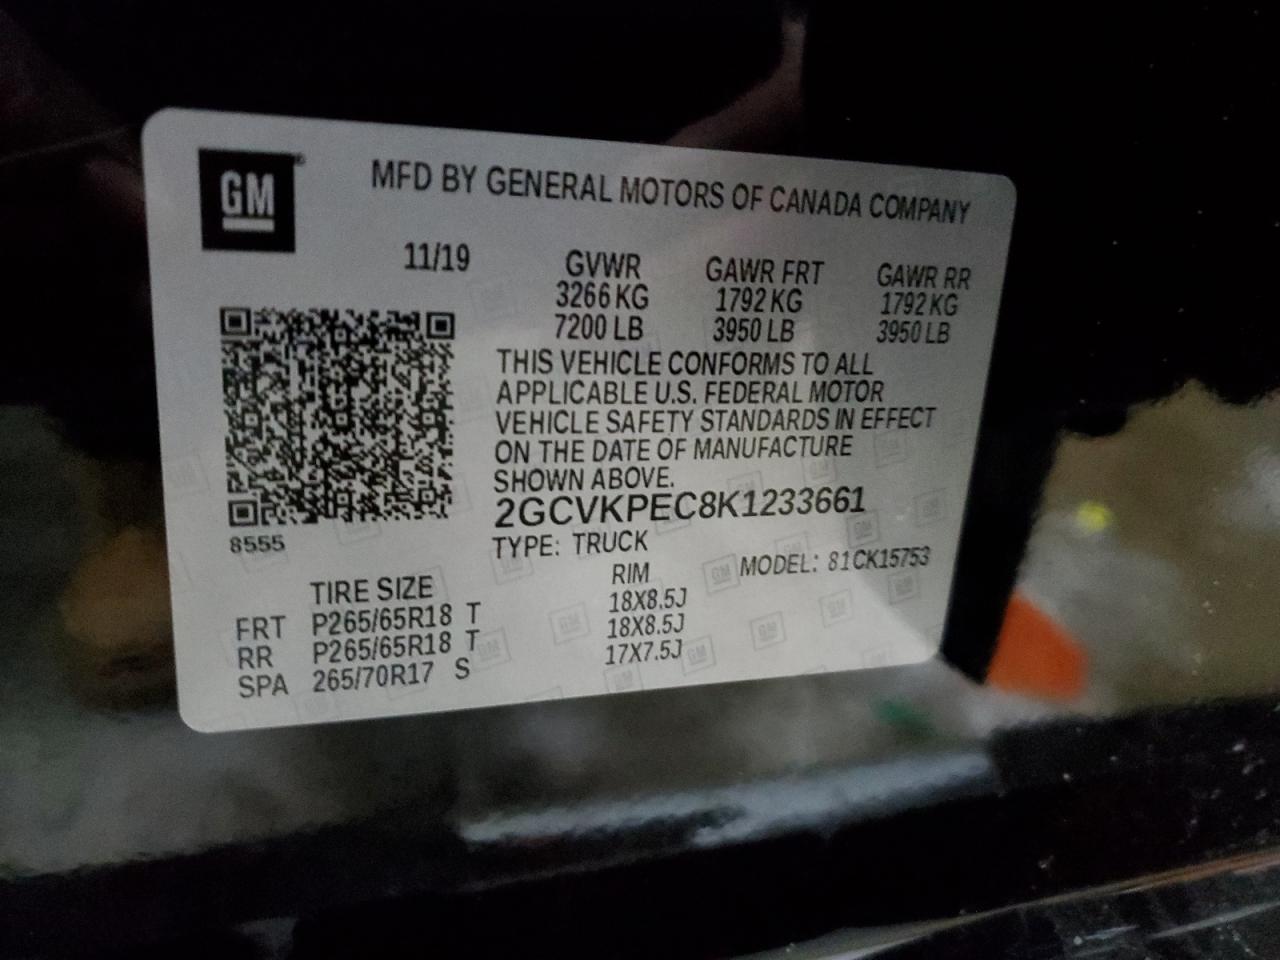 GM
MFD BY GENERAL MOTORS OF CANADA COMPANY
11/19
GVWR GAWR FRT GAWR RR
3266 KG 1792 KG 1792 KG
7200 LB 3950 LB 3950 LB
THIS VEHICLE CONFORMS TO ALL
APPLICABLE U.S. FEDERAL MOTOR
VEHICLE SAFETY STANDARDS IN EFFECT
ON THE DATE OF MANUFACTURE
SHOWN ABOVE.
2GCVKPEC8K1233661
8555
TYPE: TRUCK
MODEL: 81CK15753
TIRE SIZE RIM
FRT P265/65R18 T 18X8.5J
RR P265/65R18 T 18X8.5J
SPA 265/70R17 S 17X7.5J